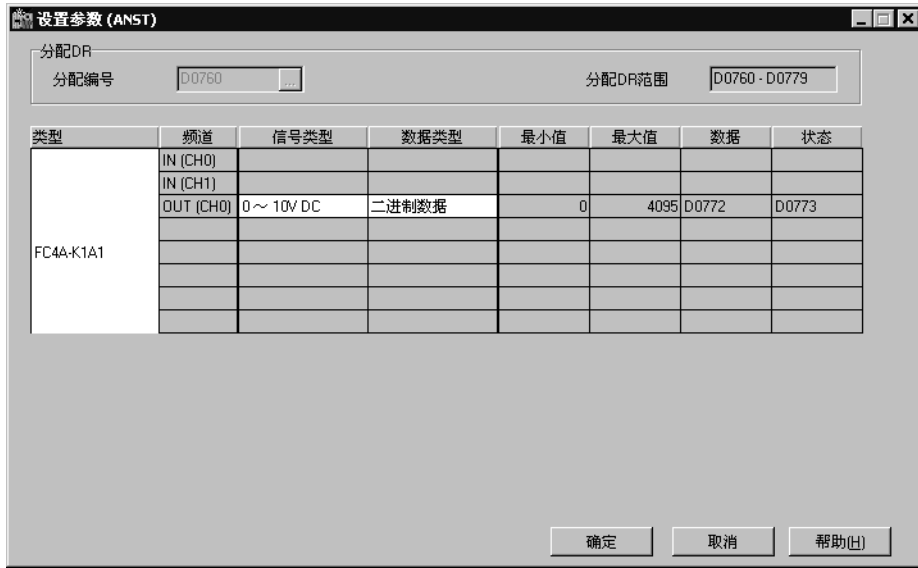 设置参数 (ANST)
分配DR
分配编号 D0760 ... 分配DR范围 D0760 - D0779
类型 频道 信号类型 数据类型 最小值 最大值 数据 状态
IN (CH0)
IN (CH1)
OUT (CH0) 0～10V DC 二进制数据 0 4095 D0772 D0773
FC4A-K1A1
确定 取消 帮助(H)